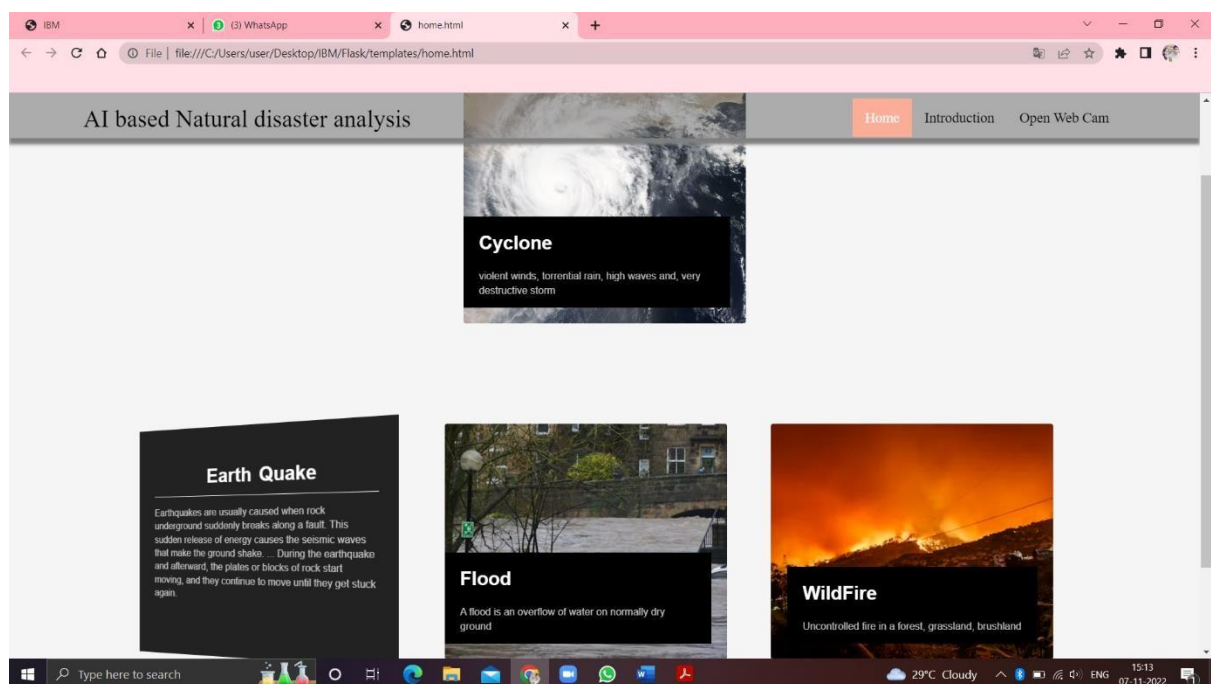 IBM
(3) WhatsApp
home.html
File | file:///C:/Users/user/Desktop/IBM/Flask/templates/home.html
AI based Natural disaster analysis
Home
Introduction
Open Web Cam
Cyclone
violent winds, torrential rain, high waves and, very
destructive storm
Earth Quake
Earthquakes are usually caused when rock
underground suddenly breaks along a fault. This
sudden release of energy causes the seismic waves
that make the ground shake. ... During the earthquake
and afterward, the plates or blocks of rock start
moving, and they continue to move until they get stuck
again.
Flood
A flood is an overflow of water on normally dry
ground
WildFire
Uncontrolled fire in a forest, grassland, brushland
Type here to search
29°C Cloudy
ENG
15:13
07-11-2022